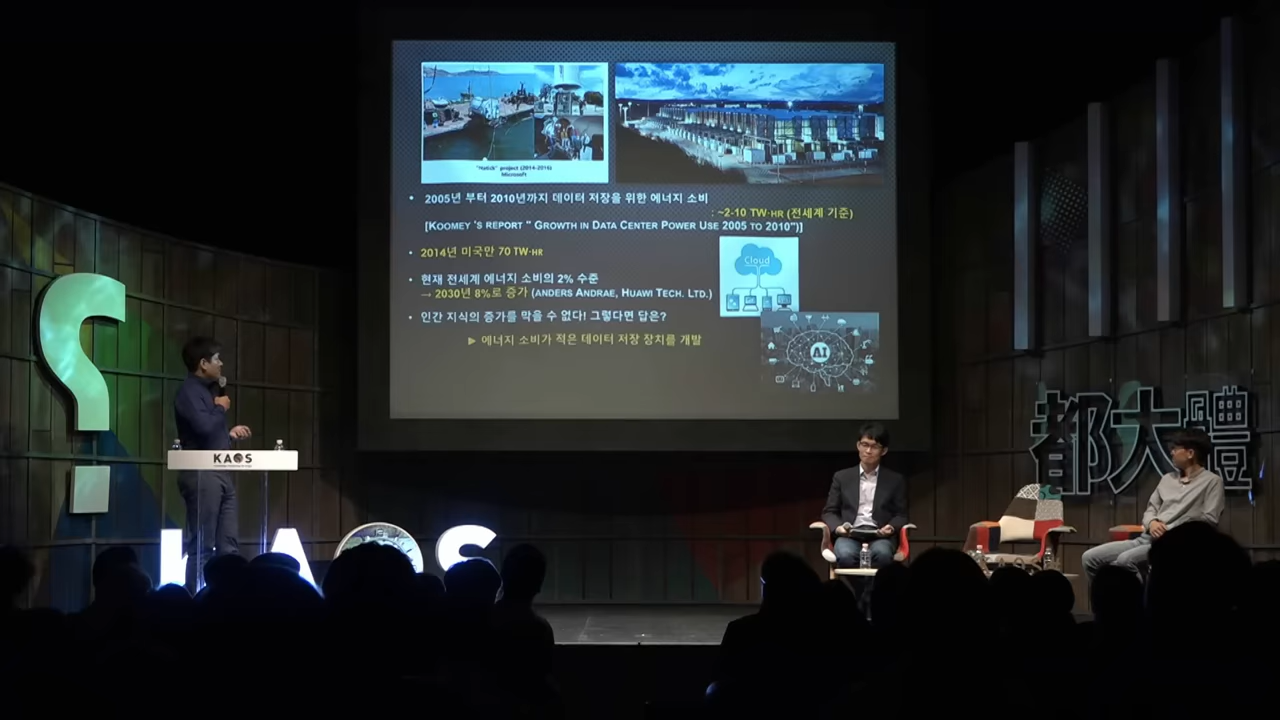 "Natick" project (2014-2016)
Microsoft
• 2005년 부터 2010년까지 데이터 저장을 위한 에너지 소비
: ~2-10 TW·HR (전세계 기준)
[KOOMEY 'S REPORT " GROWTH IN DATA CENTER POWER USE 2005 TO 2010")]
• 2014년 미국만 70 TW·HR
• 현재 전세계 에너지 소비의 2% 수준
→ 2030년 8%로 증가 (ANDERS ANDRAE, HUAWI TECH. LTD.)
• 인간 지식의 증가를 막을 수 없다! 그렇다면 답은?
▶ 에너지 소비가 적은 데이터 저장 장치를 개발
Cloud
AI
?
KAOS
KAOS
都大體